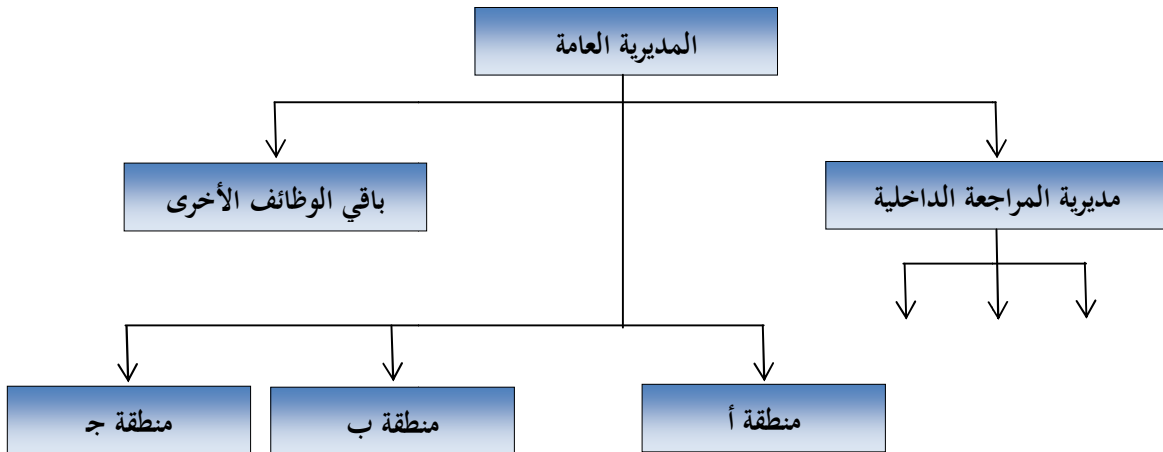 المديرية العامة
مديرية المراجعة الداخلية
باقي الوظائف الأخرى
منطقة أ
منطقة ب
منطقة ج